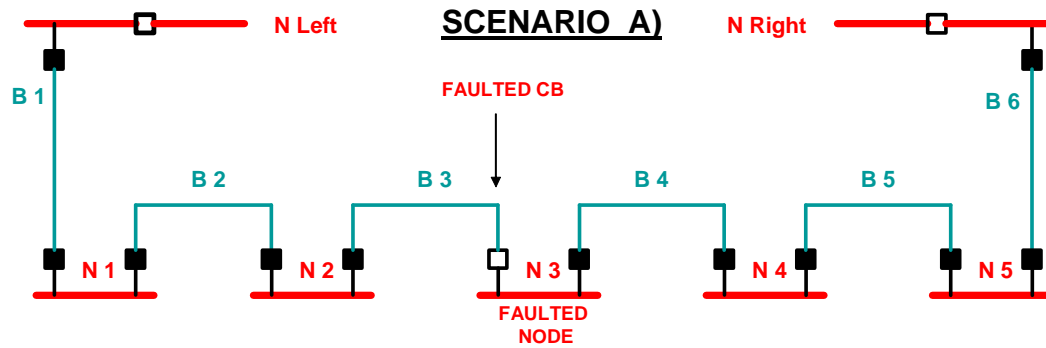 N Left
SCENARIO A)
N Right
B 1
FAULTED CB
B 6
B 2
B 3
B 4
B 5
N 1
N 2
N 3
N 4
N 5
FAULTED
NODE